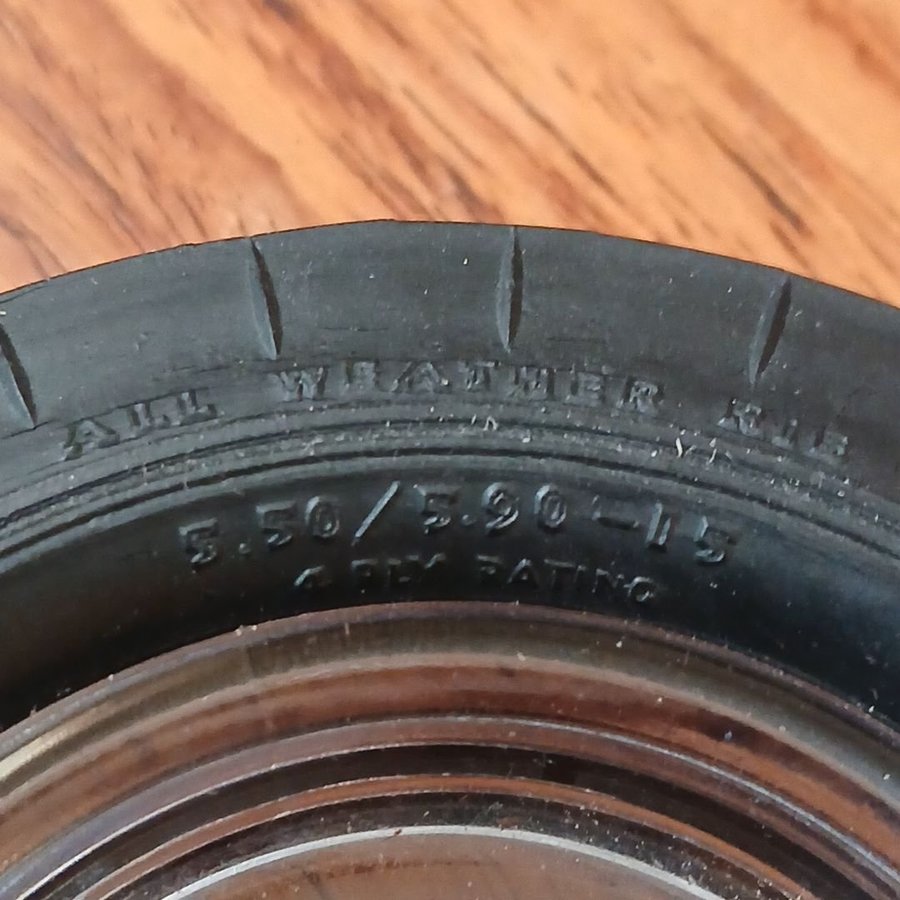 ALL WEATHER RIB
5.50/5.90-15
4 PLY RATING